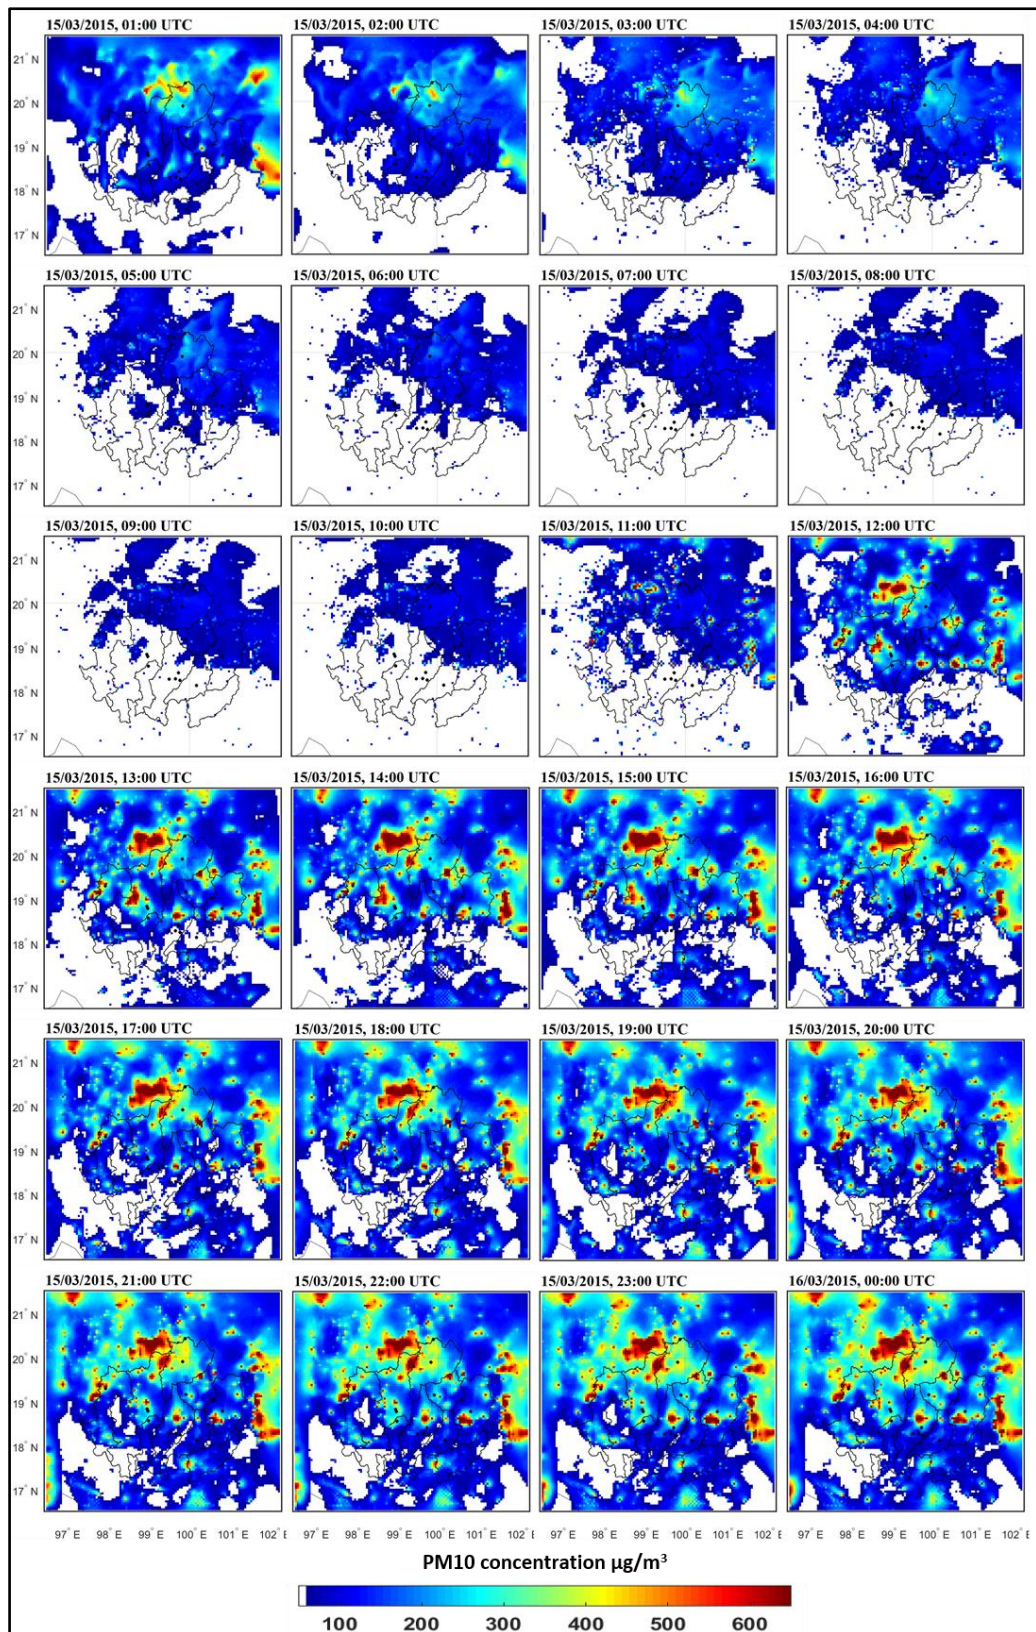 15/03/2015, 01:00 UTC 15/03/2015, 02:00 UTC 15/03/2015, 03:00 UTC 15/03/2015, 04:00 UTC
21° N
20° N
19° N
18° N
17° N
15/03/2015, 05:00 UTC 15/03/2015, 06:00 UTC 15/03/2015, 07:00 UTC 15/03/2015, 08:00 UTC
21° N
20° N
19° N
18° N
17° N
15/03/2015, 09:00 UTC 15/03/2015, 10:00 UTC 15/03/2015, 11:00 UTC 15/03/2015, 12:00 UTC
21° N
20° N
19° N
18° N
17° N
15/03/2015, 13:00 UTC 15/03/2015, 14:00 UTC 15/03/2015, 15:00 UTC 15/03/2015, 16:00 UTC
21° N
20° N
19° N
18° N
17° N
15/03/2015, 17:00 UTC 15/03/2015, 18:00 UTC 15/03/2015, 19:00 UTC 15/03/2015, 20:00 UTC
21° N
20° N
19° N
18° N
17° N
15/03/2015, 21:00 UTC 15/03/2015, 22:00 UTC 15/03/2015, 23:00 UTC 16/03/2015, 00:00 UTC
21° N
20° N
19° N
18° N
17° N
97° E 98° E 99° E 100° E 101° E 102° E 97° E 98° E 99° E 100° E 101° E 102° E 97° E 98° E 99° E 100° E 101° E 102° E 97° E 98° E 99° E 100° E 101° E 102° E
PM10 concentration µg/m³
100 200 300 400 500 600